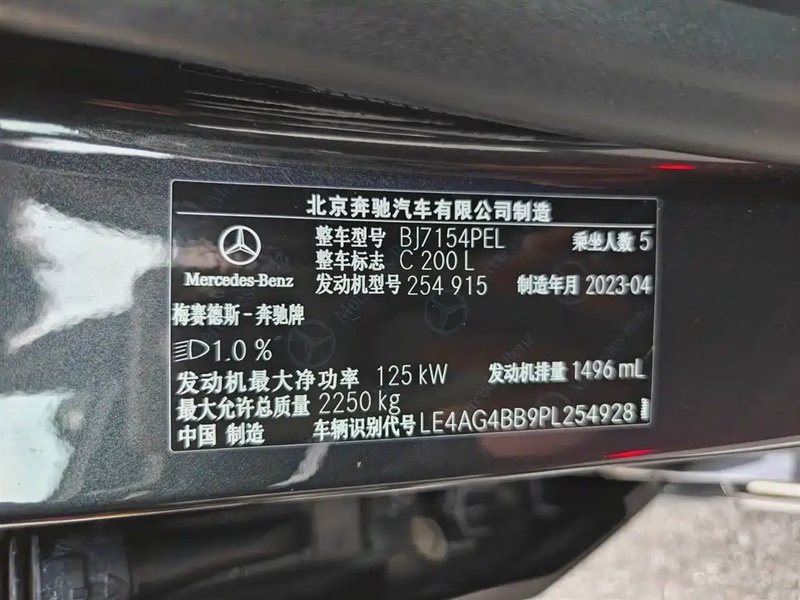 北京奔驰汽车有限公司制造
Mercedes-Benz
整车型号 BJ7154PEL 乘坐人数 5
整车标志 C 200 L
发动机型号 254 915 制造年月 2023-04
梅赛德斯-奔驰牌
1.0 %
发动机最大净功率 125 kW 发动机排量 1496 mL
最大允许总质量 2250 kg
中国 制造 车辆识别代号 LE4AG4BB9PL254928